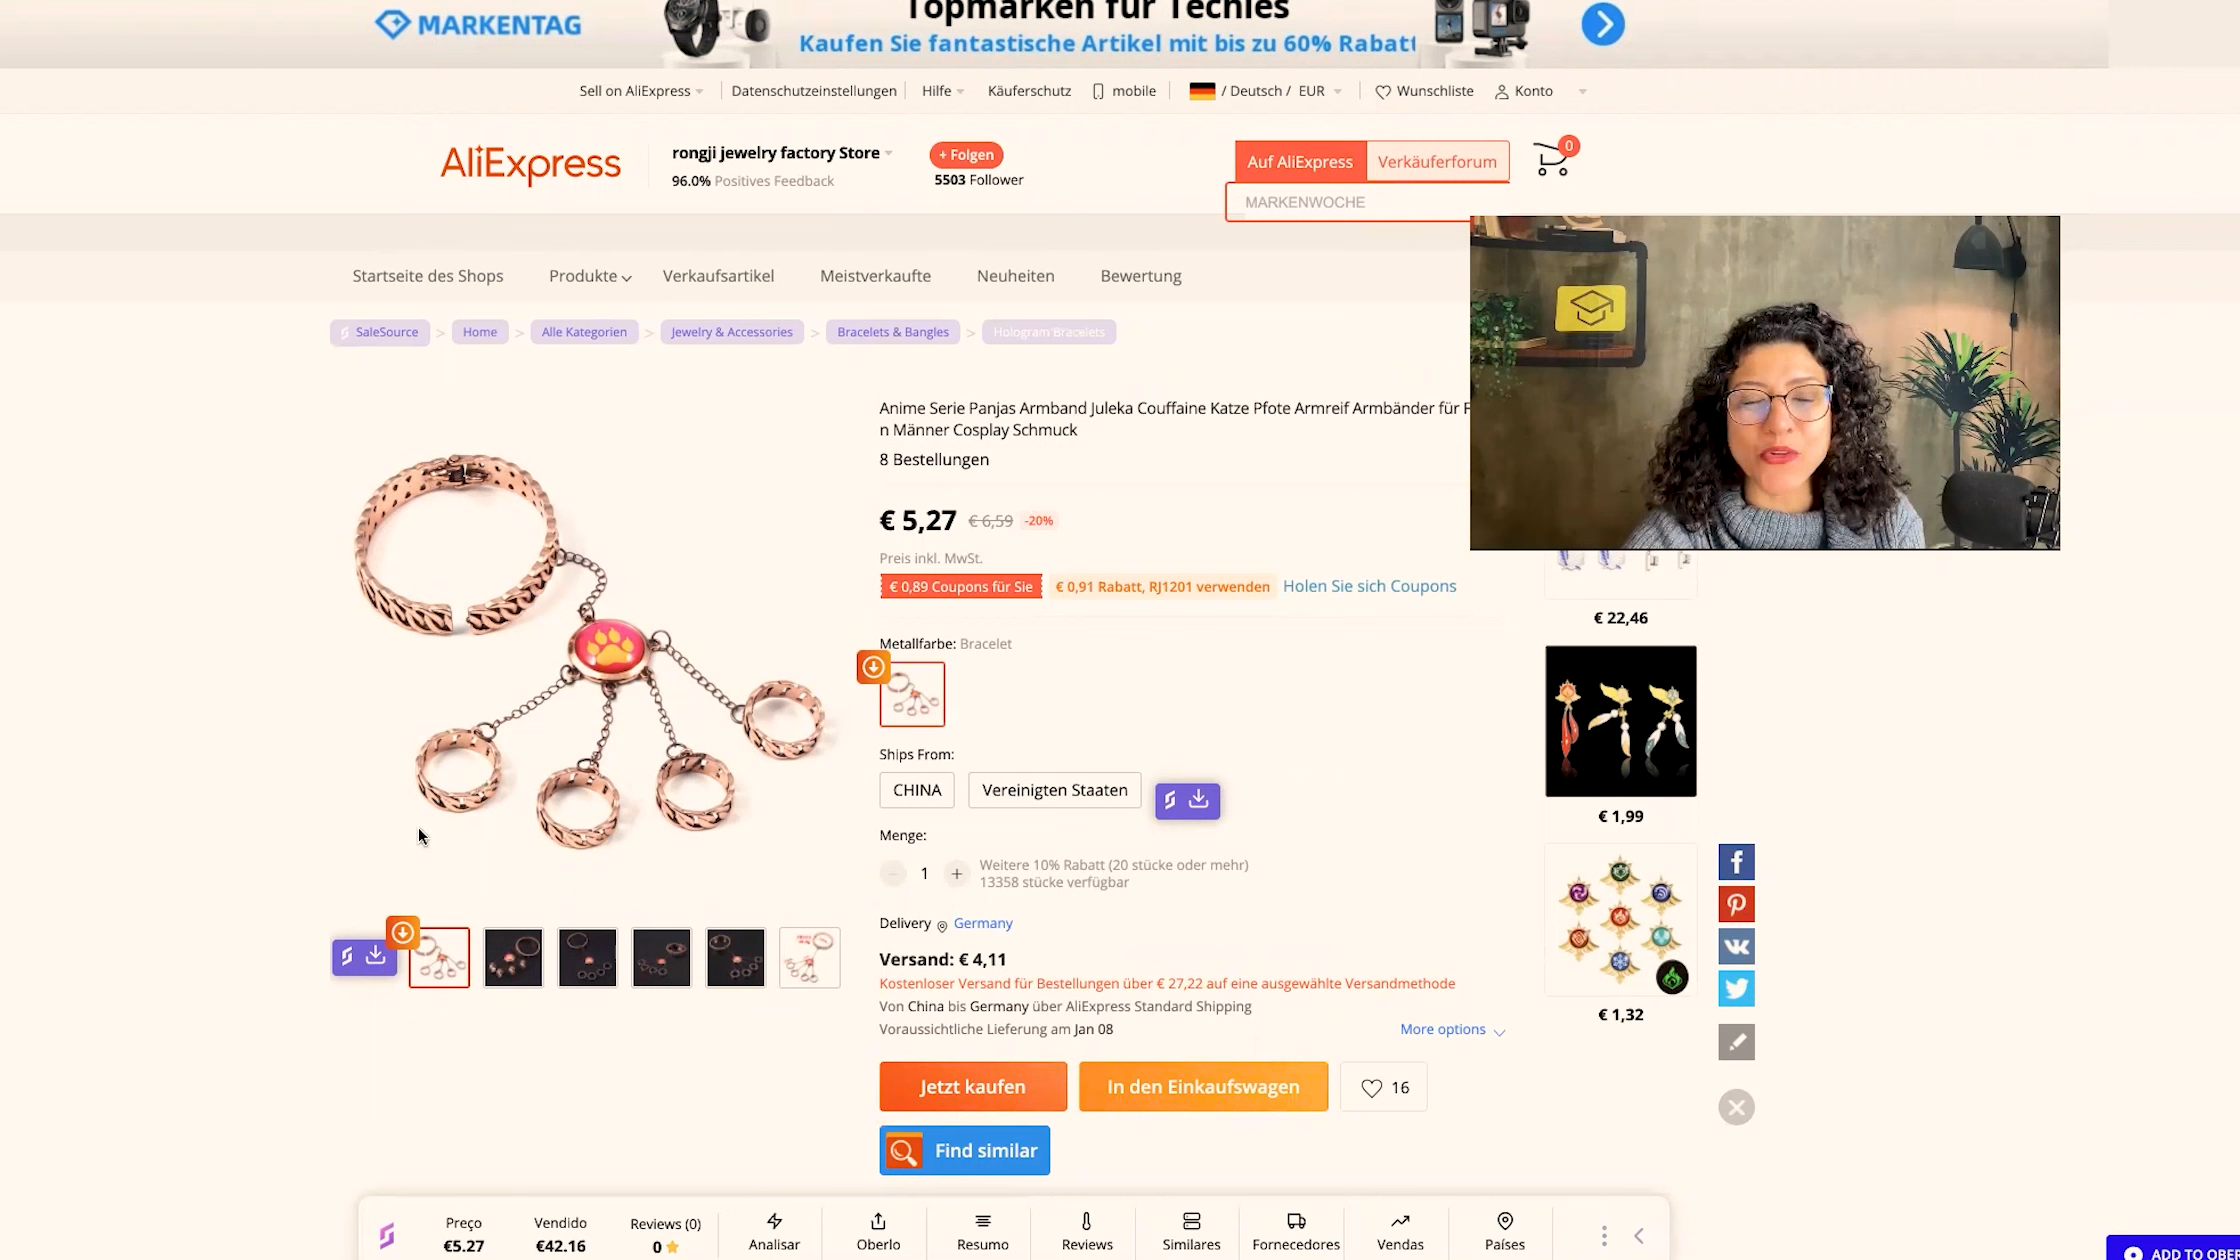 MARKENTAG
Topmarken für Techies
Kaufen Sie fantastische Artikel mit bis zu 60% Rabatt
Sell on AliExpress
Datenschutzeinstellungen
Hilfe
Käuferschutz
mobile
/ Deutsch / EUR
Wunschliste
Konto
AliExpress
rongji jewelry factory Store
96.0% Positives Feedback
+ Folgen
5503 Follower
Auf AliExpress
Verkäuferforum
0
MARKENWOCHE
Startseite des Shops
Produkte
Verkaufsartikel
Meistverkaufte
Neuheiten
Bewertung
SaleSource > Home > Alle Kategorien > Jewelry & Accessories > Bracelets & Bangles > Hologram Bracelets
Anime Serie Panjas Armband Juleka Couffaine Katze Pfote Armreif Armbänder für F
n Männer Cosplay Schmuck
8 Bestellungen
€ 5,27 € 6,59 -20%
Preis inkl. MwSt.
€ 0,89 Coupons für Sie
€ 0,91 Rabatt, RJ1201 verwenden
Holen Sie sich Coupons
Metallfarbe: Bracelet
Ships From:
CHINA
Vereinigten Staaten
Menge:
1
Weitere 10% Rabatt (20 stücke oder mehr)
13358 stücke verfügbar
Delivery Germany
Versand: € 4,11
Kostenloser Versand für Bestellungen über € 27,22 auf eine ausgewählte Versandmethode
Von China bis Germany über AliExpress Standard Shipping
Voraussichtliche Lieferung am Jan 08
More options
Jetzt kaufen
In den Einkaufswagen
16
Find similar
€ 22,46
€ 1,99
€ 1,32
Preço
€5.27
Vendido
€42.16
Reviews (0)
0
Analisar
Oberlo
Resumo
Reviews
Similares
Fornecedores
Vendas
Países
ADD TO OBER